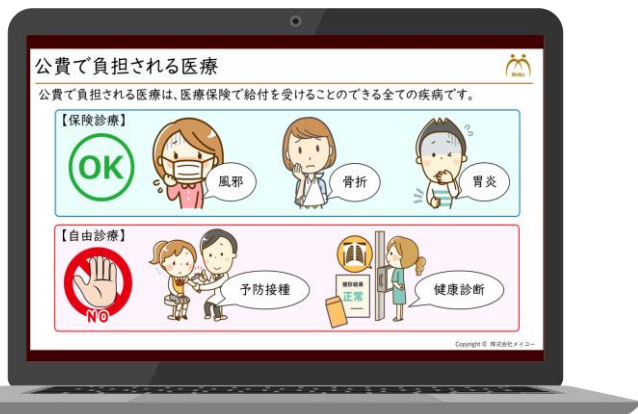 公費で負担される医療
MeiKo
公費で負担される医療は、医療保険で給付を受けることのできる全ての疾病です。
【保険診療】
OK
風邪
骨折
胃炎
【自由診療】
NO
予防接種
健診結果
正常
健康診断
Copyright © 株式会社メイコー